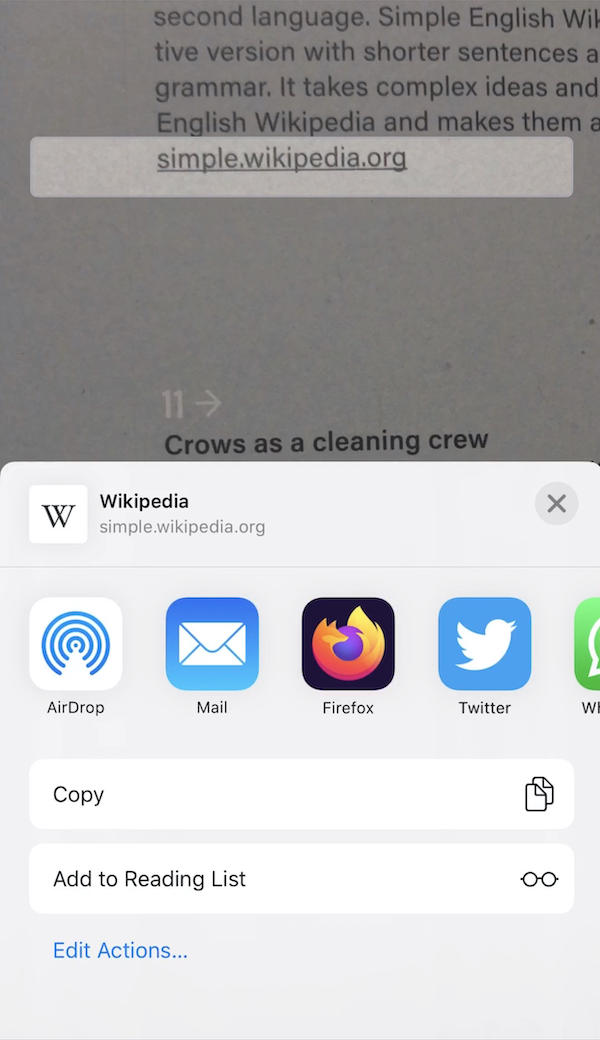 second language. Simple English Wik
tive version with shorter sentences a
grammar. It takes complex ideas and
English Wikipedia and makes them a
simple.wikipedia.org
11 →
Crows as a cleaning crew
W
Wikipedia
simple.wikipedia.org
AirDrop
Mail
Firefox
Twitter
Wh
Copy
Add to Reading List
Edit Actions...